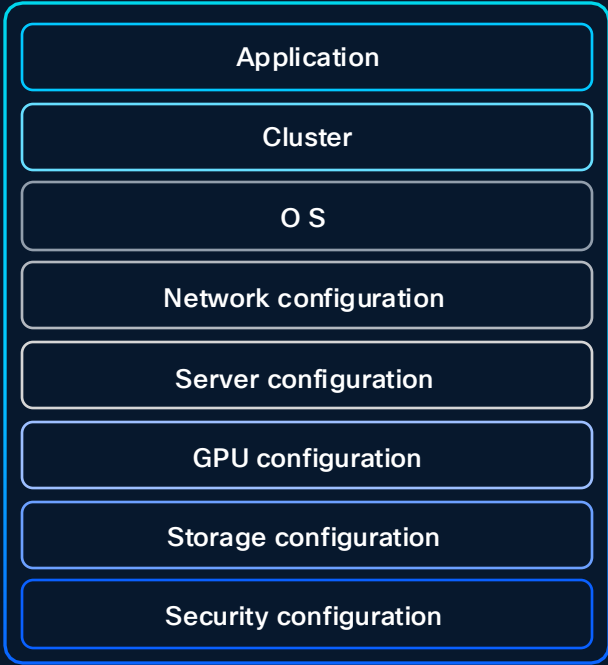 Application
Cluster
O S
Network configuration
Server configuration
GPU configuration
Storage configuration
Security configuration